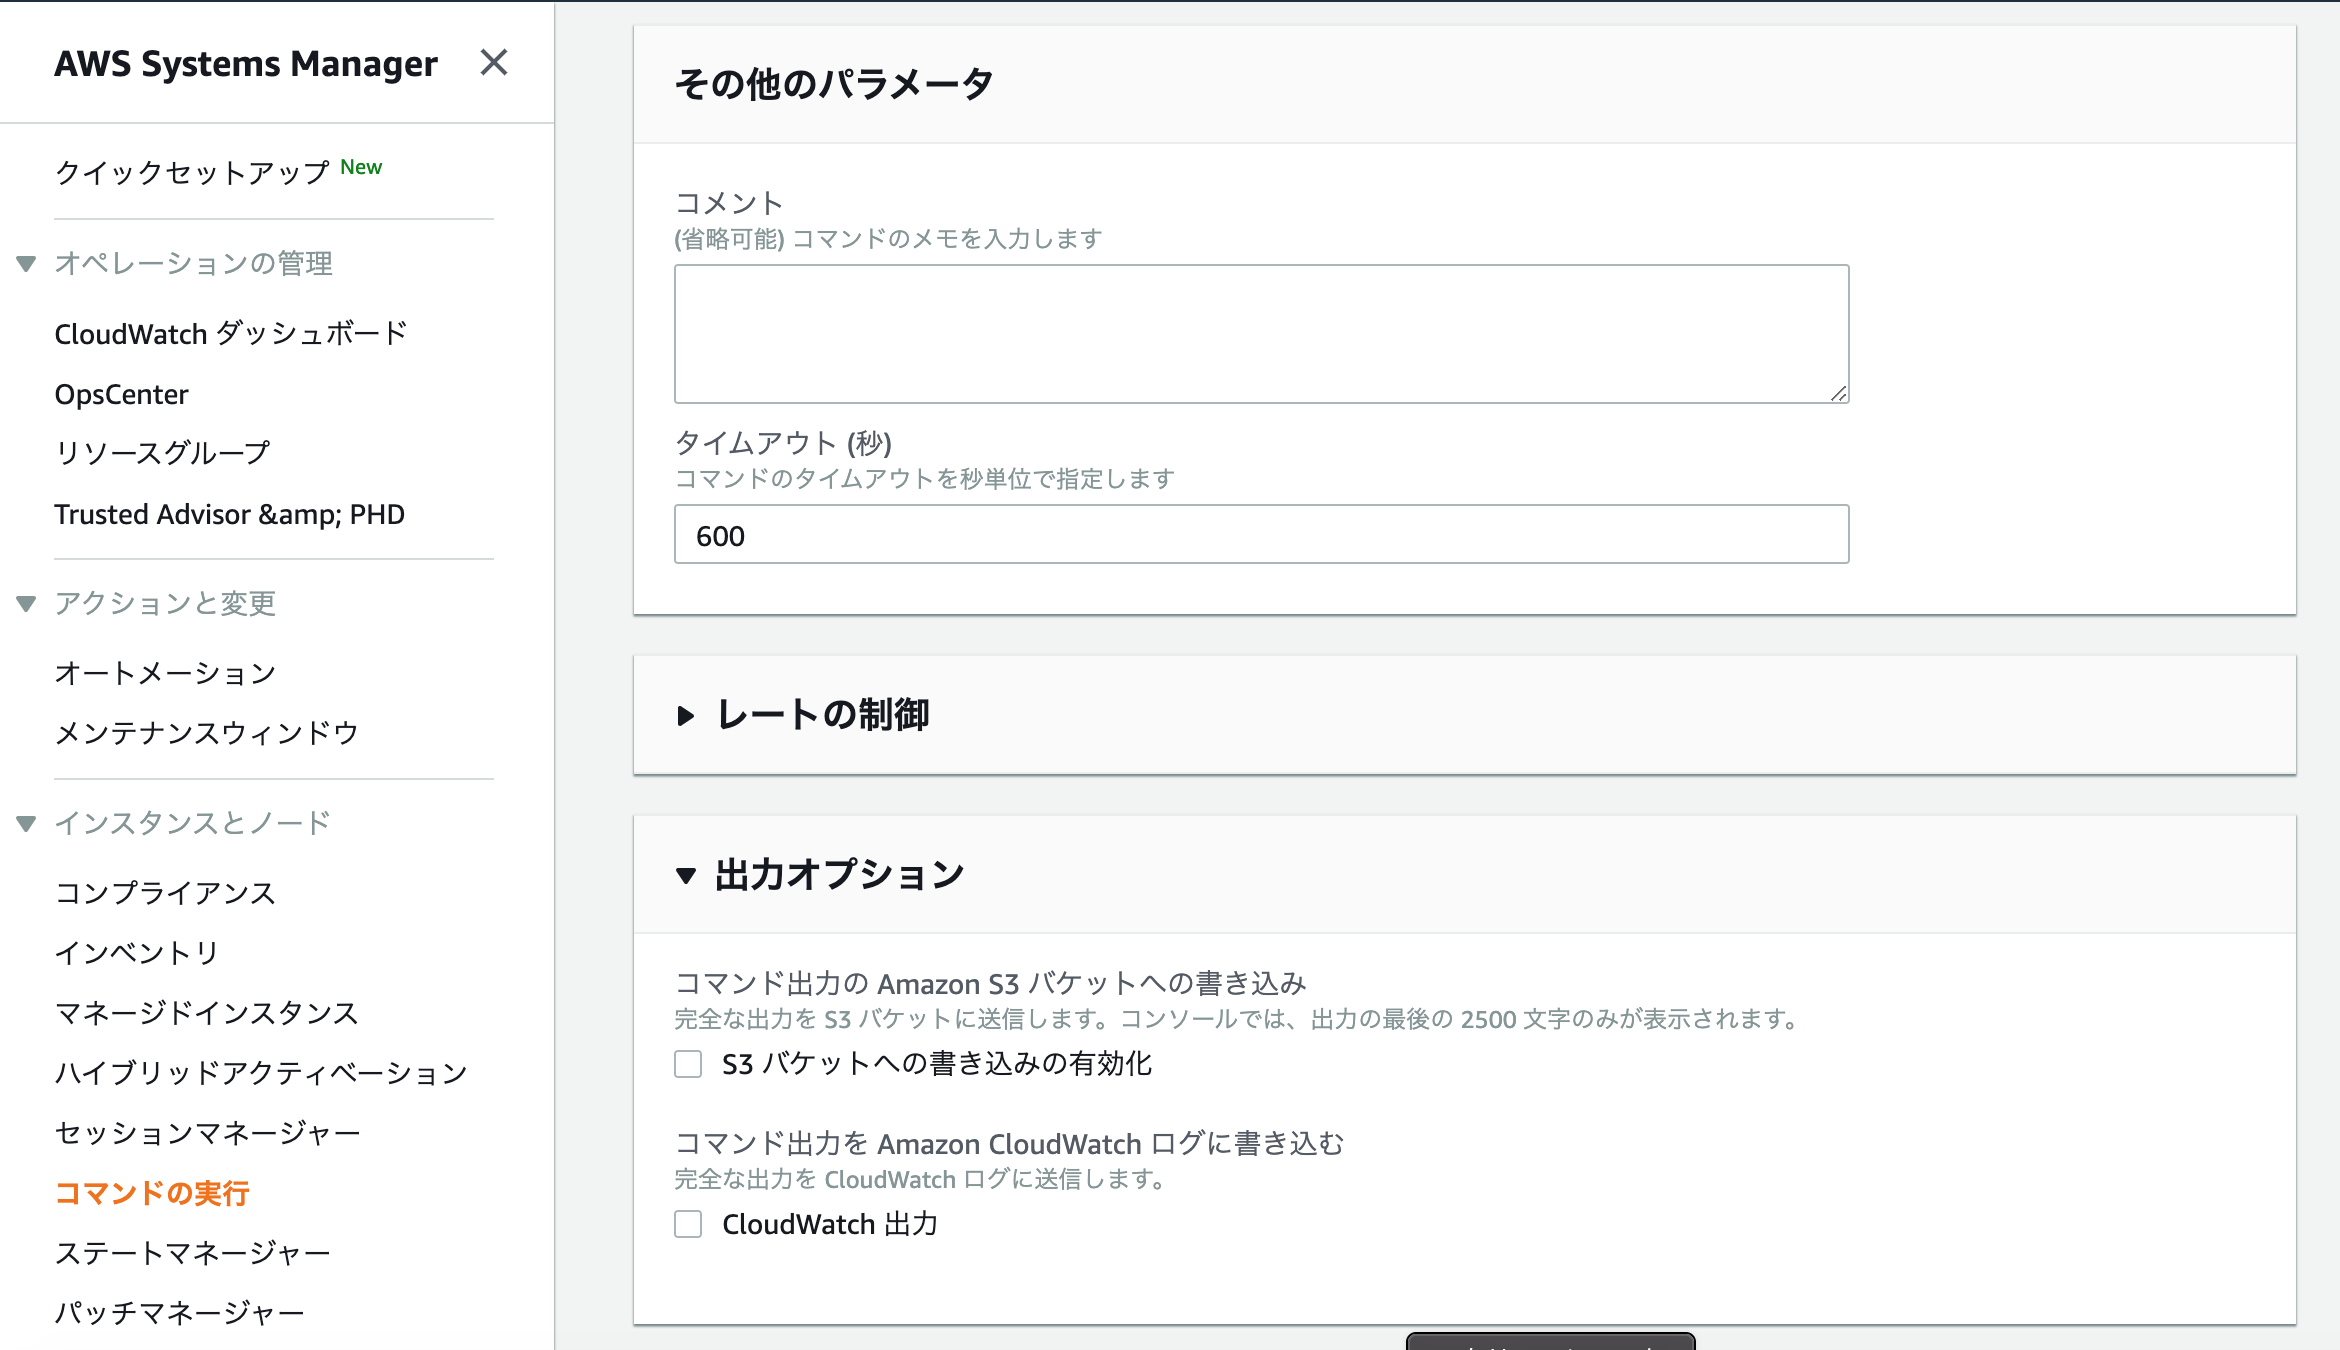 AWS Systems Manager
クイックセットアップ New
オペレーションの管理
CloudWatch ダッシュボード
OpsCenter
リソースグループ
Trusted Advisor &amp; PHD
アクションと変更
オートメーション
メンテナンスウィンドウ
インスタンスとノード
コンプライアンス
インベントリ
マネージドインスタンス
ハイブリッドアクティベーション
セッションマネージャー
コマンドの実行
ステートマネージャー
パッチマネージャー
その他のパラメータ
コメント
(省略可能) コマンドのメモを入力します
タイムアウト (秒)
コマンドのタイムアウトを秒単位で指定します
600
レートの制御
出力オプション
コマンド出力の Amazon S3 バケットへの書き込み
完全な出力を S3 バケットに送信します。コンソールでは、出力の最後の 2500 文字のみが表示されます。
S3 バケットへの書き込みの有効化
コマンド出力を Amazon CloudWatch ログに書き込む
完全な出力を CloudWatch ログに送信します。
CloudWatch 出力